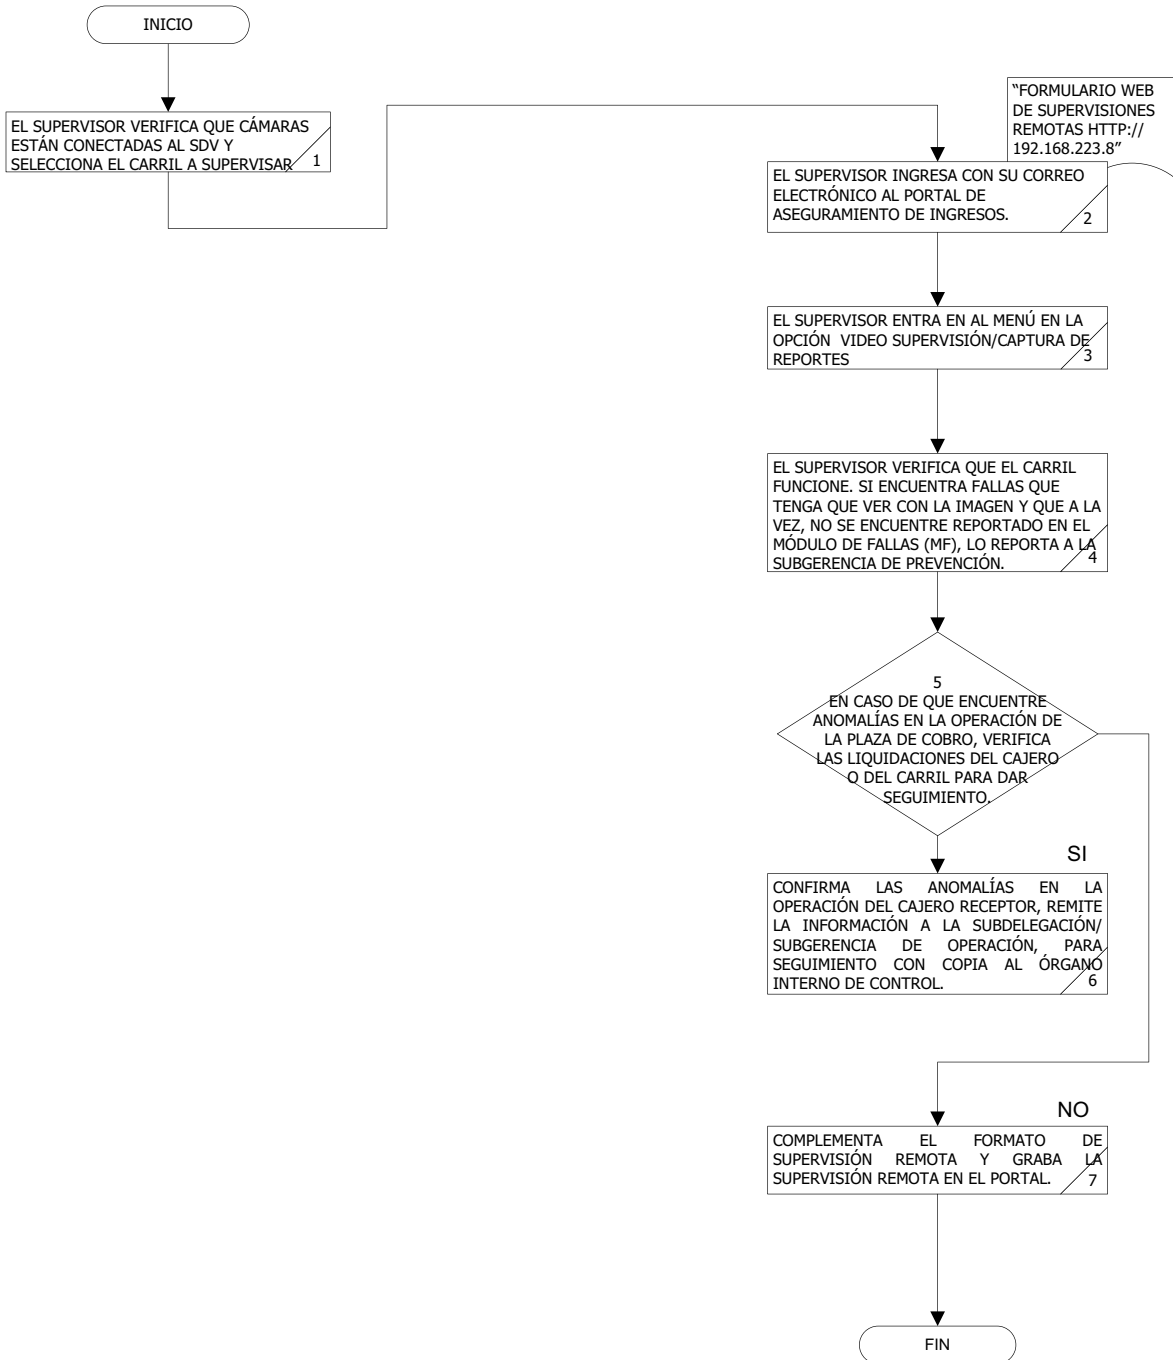 INICIO
EL SUPERVISOR VERIFICA QUE CÁMARAS
ESTÁN CONECTADAS AL SDV Y
SELECCIONA EL CARRIL A SUPERVISAR
1
"FORMULARIO WEB
DE SUPERVISIONES
REMOTAS HTTP://
192.168.223.8"
EL SUPERVISOR INGRESA CON SU CORREO
ELECTRÓNICO AL PORTAL DE
ASEGURAMIENTO DE INGRESOS.
2
EL SUPERVISOR ENTRA EN AL MENÚ EN LA
OPCIÓN VIDEO SUPERVISIÓN/CAPTURA DE
REPORTES
3
EL SUPERVISOR VERIFICA QUE EL CARRIL
FUNCIONE. SI ENCUENTRA FALLAS QUE
TENGA QUE VER CON LA IMAGEN Y QUE A LA
VEZ, NO SE ENCUENTRE REPORTADO EN EL
MÓDULO DE FALLAS (MF), LO REPORTA A LA
SUBGERENCIA DE PREVENCIÓN.
4
5
EN CASO DE QUE ENCUENTRE
ANOMALÍAS EN LA OPERACIÓN DE
LA PLAZA DE COBRO, VERIFICA
LAS LIQUIDACIONES DEL CAJERO
O DEL CARRIL PARA DAR
SEGUIMIENTO.
SI
CONFIRMA LAS ANOMALÍAS EN LA
OPERACIÓN DEL CAJERO RECEPTOR, REMITE
LA INFORMACIÓN A LA SUBDELEGACIÓN/
SUBGERENCIA DE OPERACIÓN, PARA
SEGUIMIENTO CON COPIA AL ÓRGANO
INTERNO DE CONTROL.
6
NO
COMPLEMENTA EL FORMATO DE
SUPERVISIÓN REMOTA Y GRABA LA
SUPERVISIÓN REMOTA EN EL PORTAL.
7
FIN